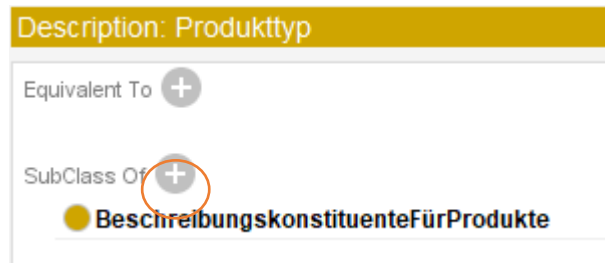 Description: Produkttyp
Equivalent To
SubClass Of
BeschreibungskonstituenteFürProdukte